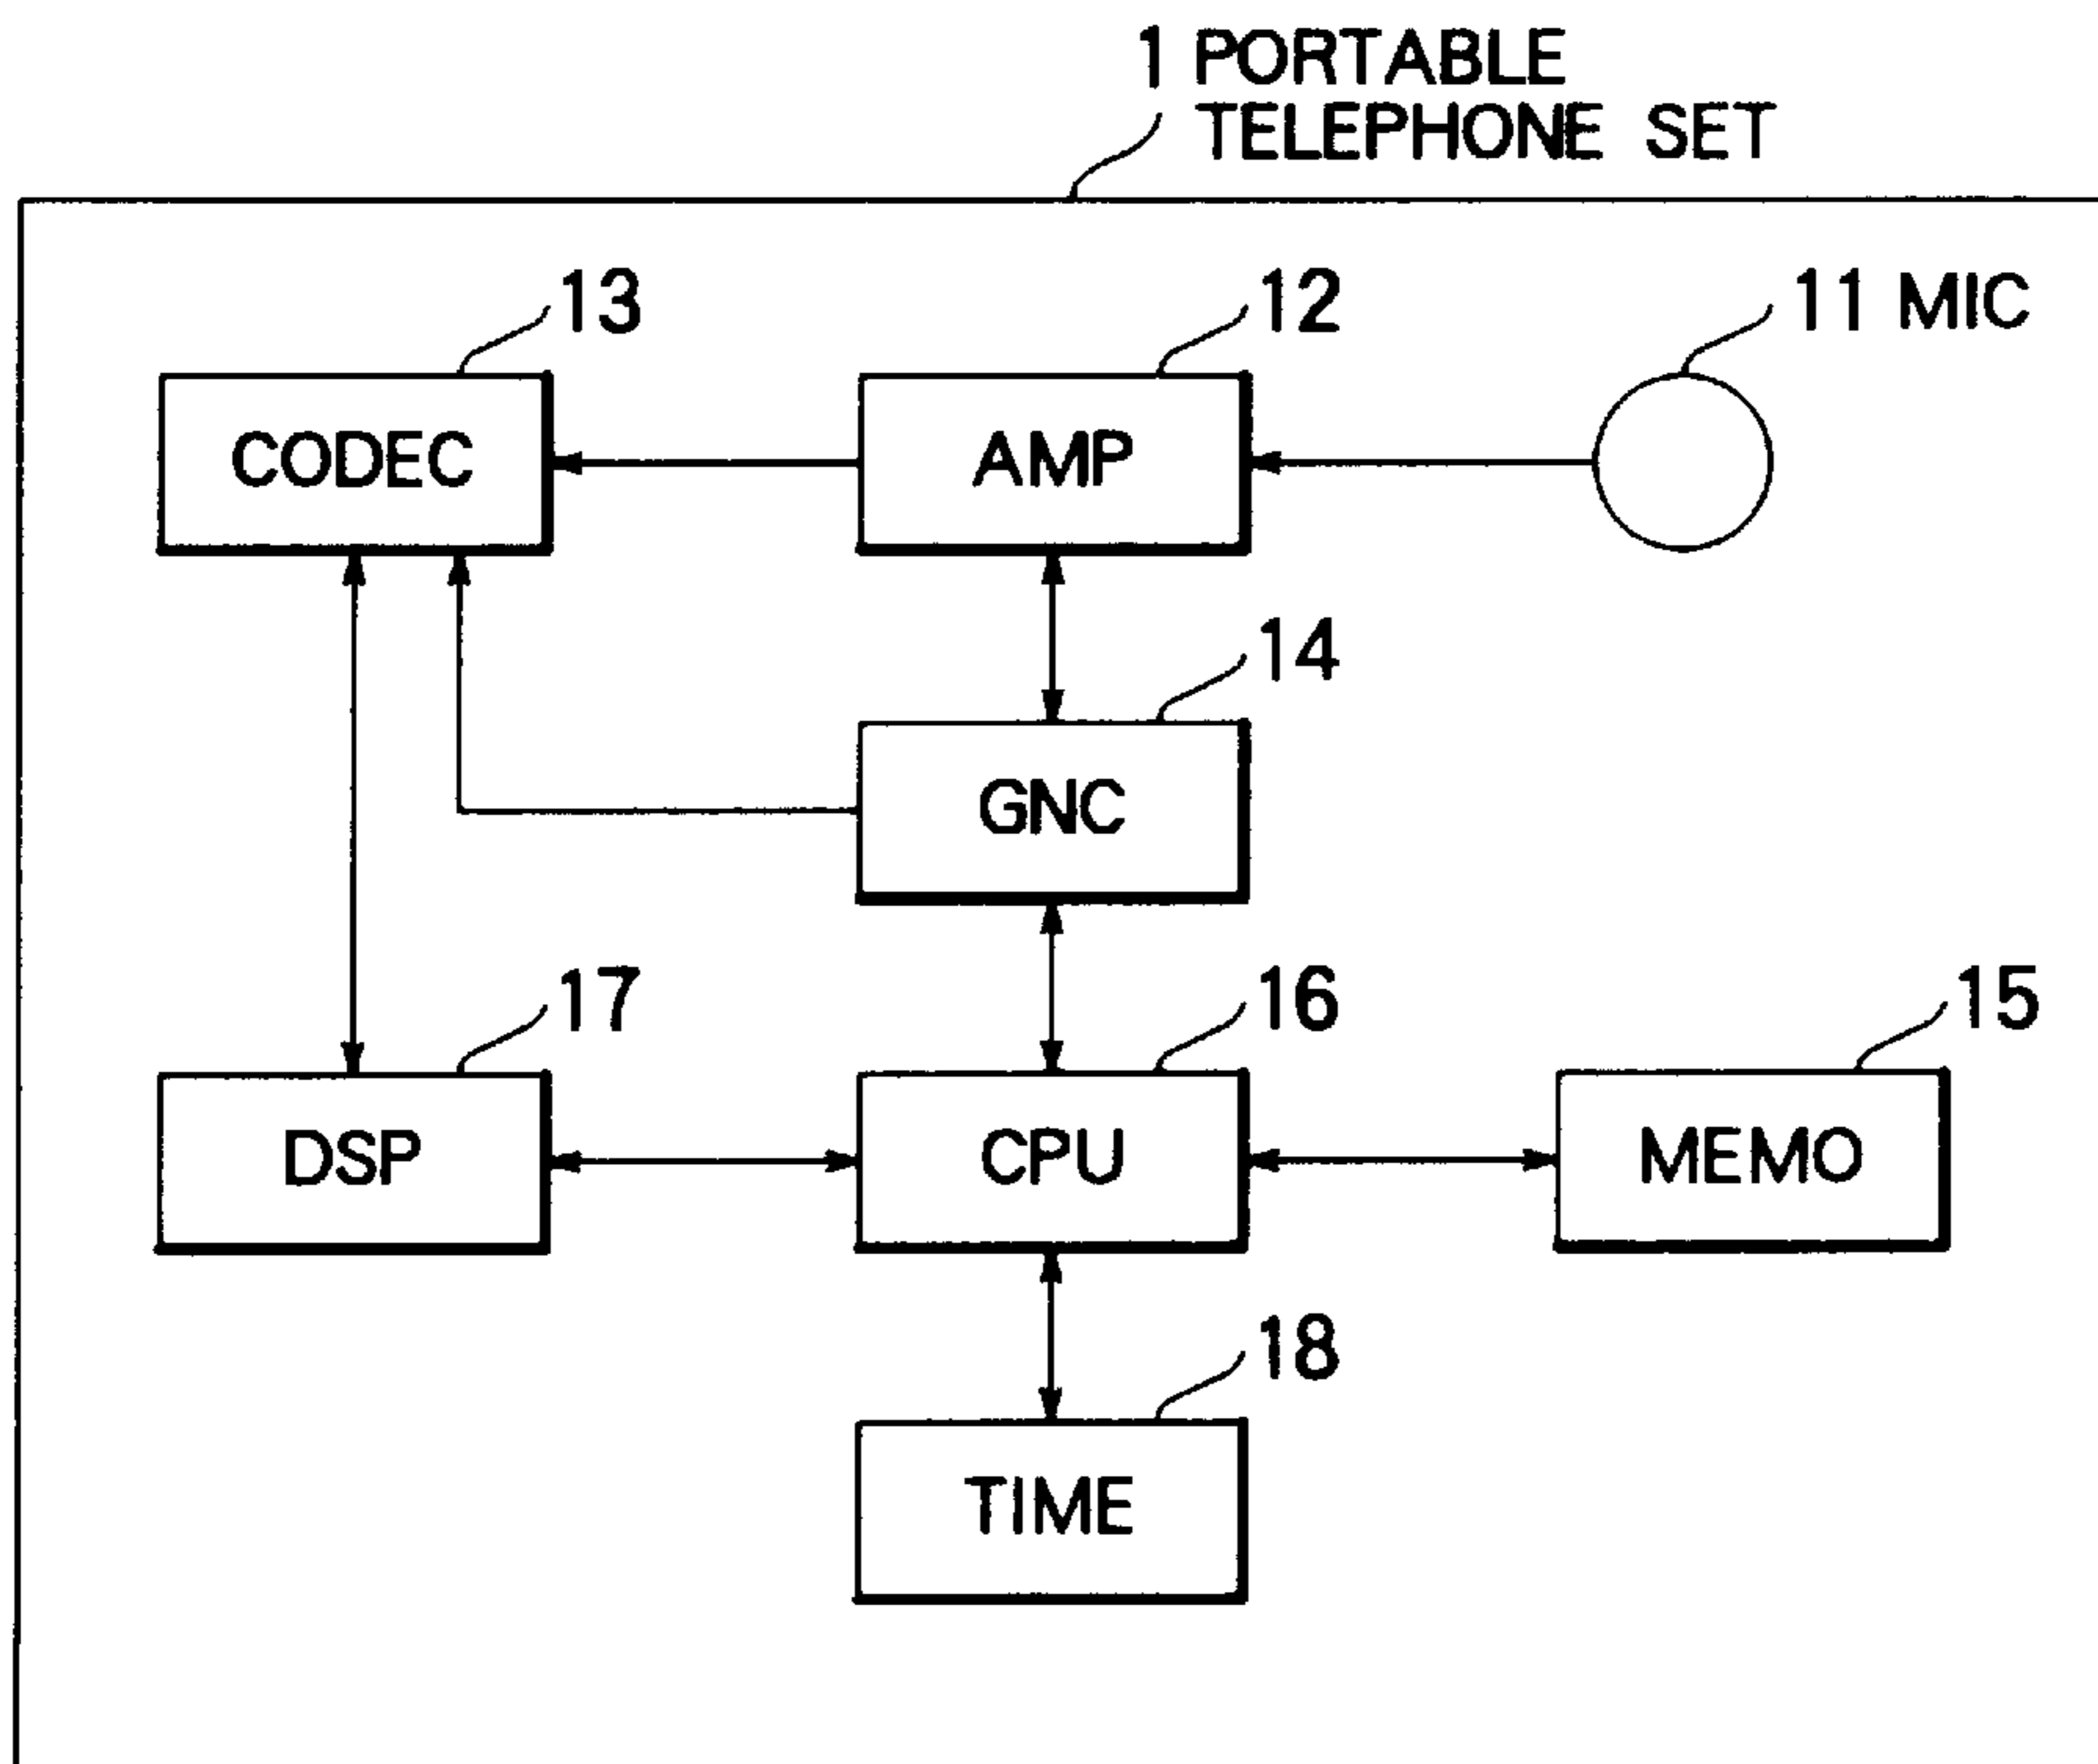 1 PORTABLE
TELEPHONE SET
13
12
11 MIC
CODEC
AMP
14
GNC
17
16
15
DSP
CPU
MEMO
18
TIME